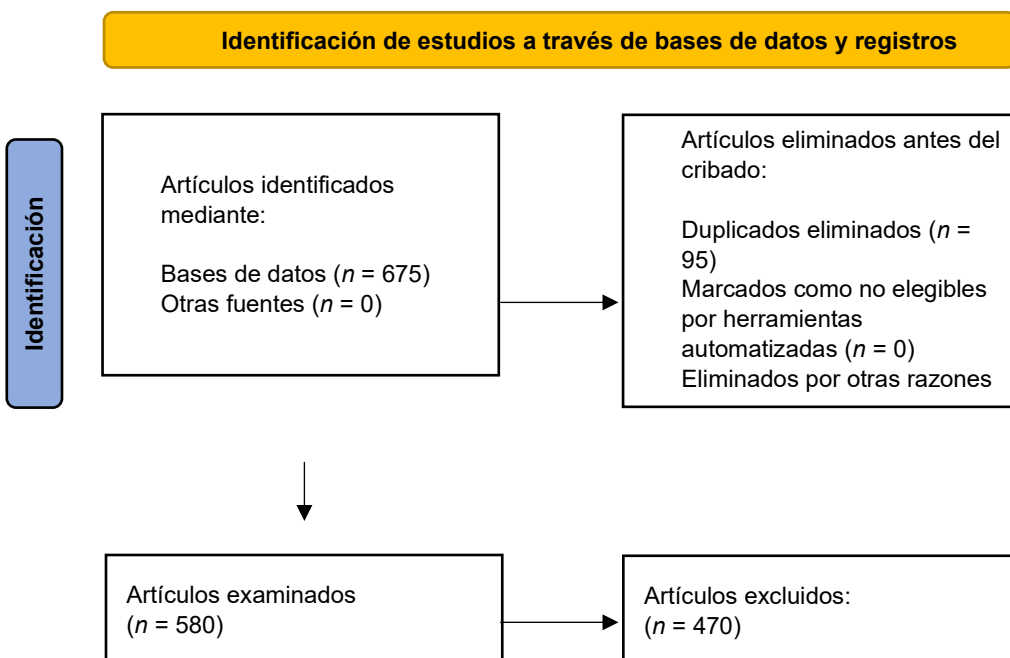 Identificación de estudios a través de bases de datos y registros
Identificación
Artículos identificados
mediante:
Bases de datos (n = 675)
Otras fuentes (n = 0)
Artículos eliminados antes del
cribado:
Duplicados eliminados (n =
95)
Marcados como no elegibles
por herramientas
automatizadas (n = 0)
Eliminados por otras razones
Artículos examinados
(n = 580)
Artículos excluidos:
(n = 470)